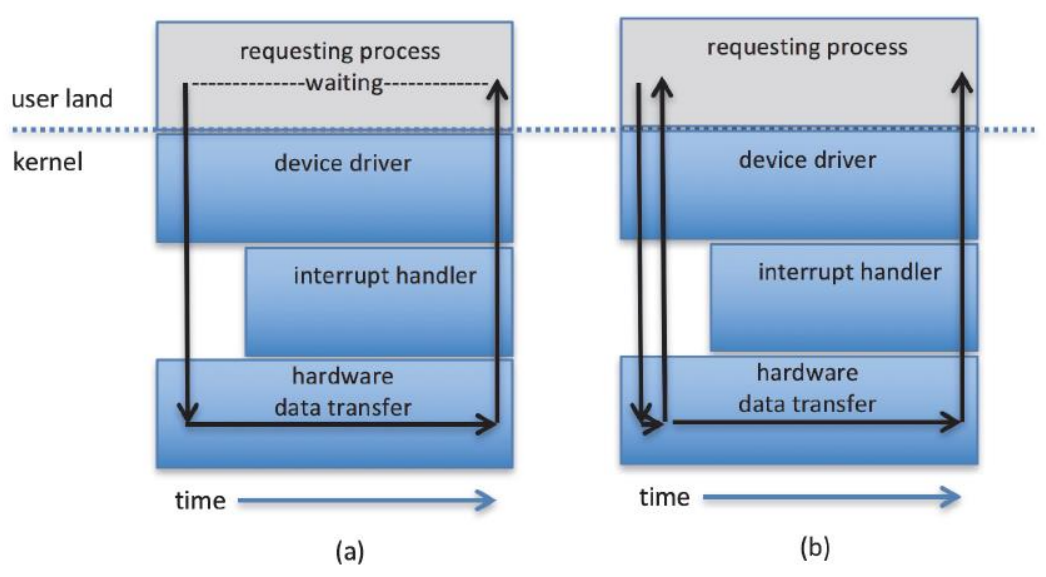 requesting process
waiting
user land
kernel
device driver
interrupt handler
hardware
data transfer
time
(a)
requesting process
device driver
interrupt handler
hardware
data transfer
time
(b)